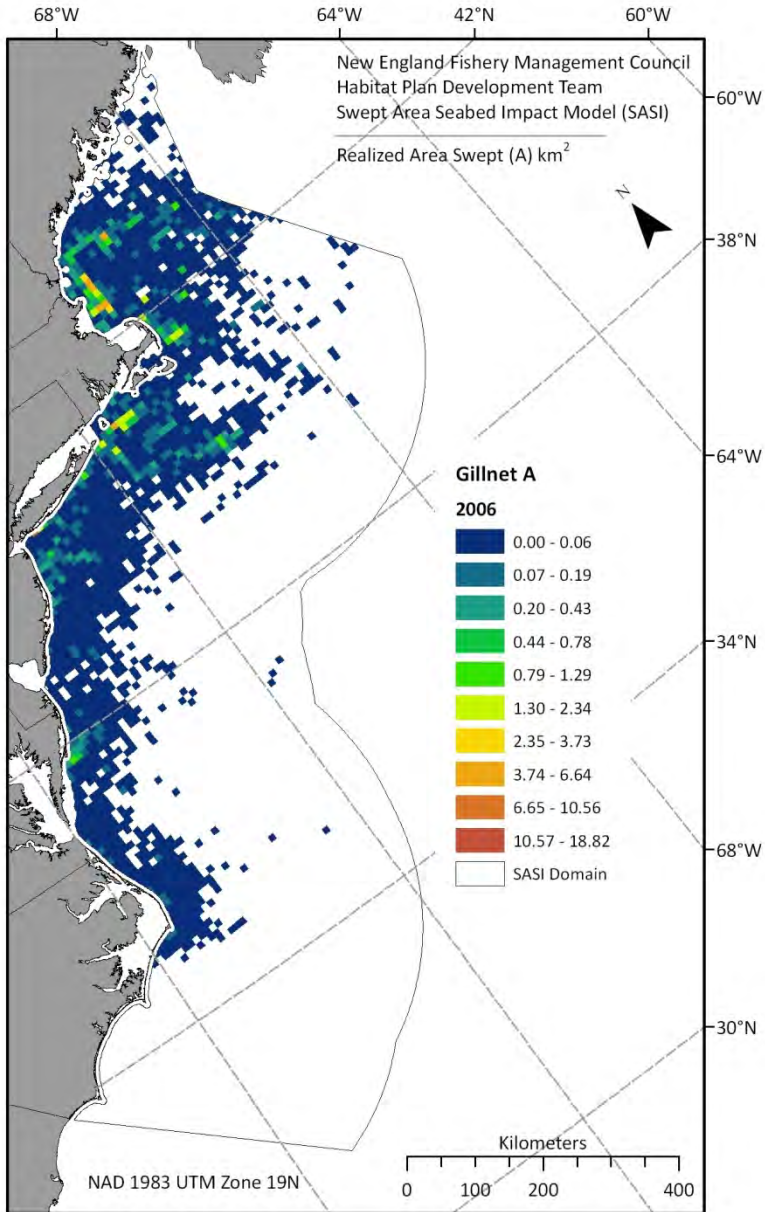 68°W 64°W 42°N 60°W
New England Fishery Management Council
Habitat Plan Development Team
Swept Area Seabed Impact Model (SASI)
Realized Area Swept (A) km²
N
60°W
38°N
64°W
34°N
68°W
30°N
Gillnet A
2006
0.00 - 0.06
0.07 - 0.19
0.20 - 0.43
0.44 - 0.78
0.79 - 1.29
1.30 - 2.34
2.35 - 3.73
3.74 - 6.64
6.65 - 10.56
10.57 - 18.82
SASI Domain
Kilometers
0 100 200 300 400
NAD 1983 UTM Zone 19N